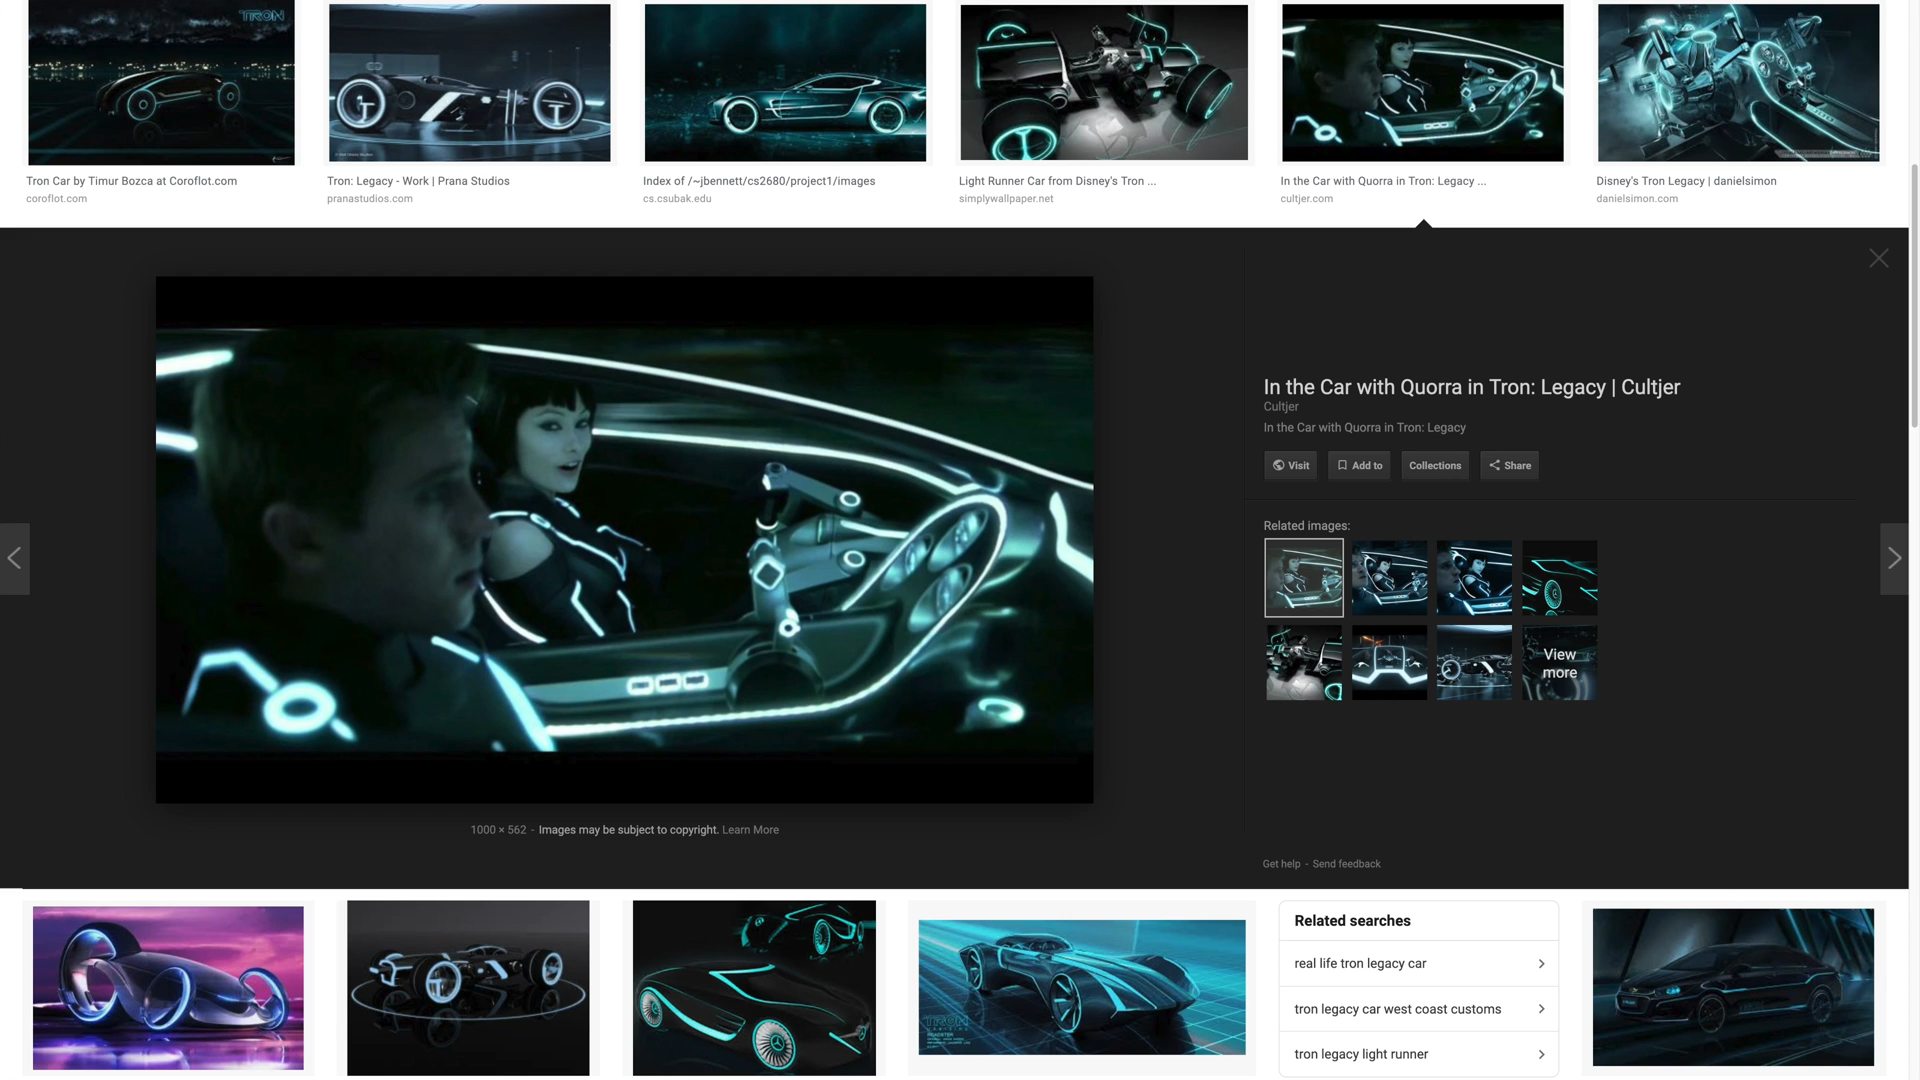 TRON
Tron Car by Timur Bozca at Coroflot.com
coroflot.com
Tron: Legacy - Work | Prana Studios
pranastudios.com
Index of /~jbennett/cs2680/project1/images
cs.csubak.edu
Light Runner Car from Disney's Tron ...
simplywallpaper.net
In the Car with Quorra in Tron: Legacy ...
cultjer.com
Disney's Tron Legacy | danielsimon
danielsimon.com
In the Car with Quorra in Tron: Legacy | Cultjer
Cultjer
In the Car with Quorra in Tron: Legacy
Visit
Add to
Collections
Share
Related images:
View
more
1000 × 562 - Images may be subject to copyright. Learn More
Get help - Send feedback
TRON
ROADSTER
Related searches
real life tron legacy car
tron legacy car west coast customs
tron legacy light runner